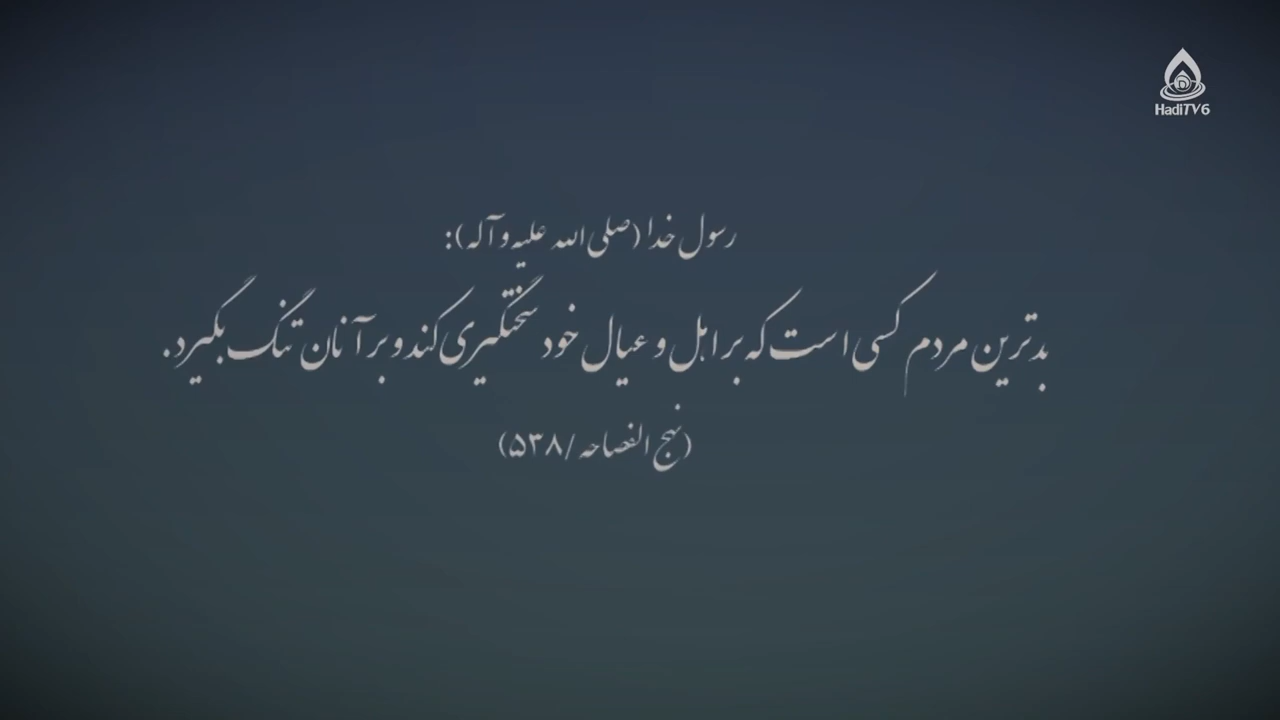 HadiTV6
رسول خدا (صلی الله علیه و آله):
بدترین مردم کسی است که بر اهل و عیال خود سختگیری کند و بر آنان تنگ بگیرد.
(نهج الفصاحه/۵۳۸)